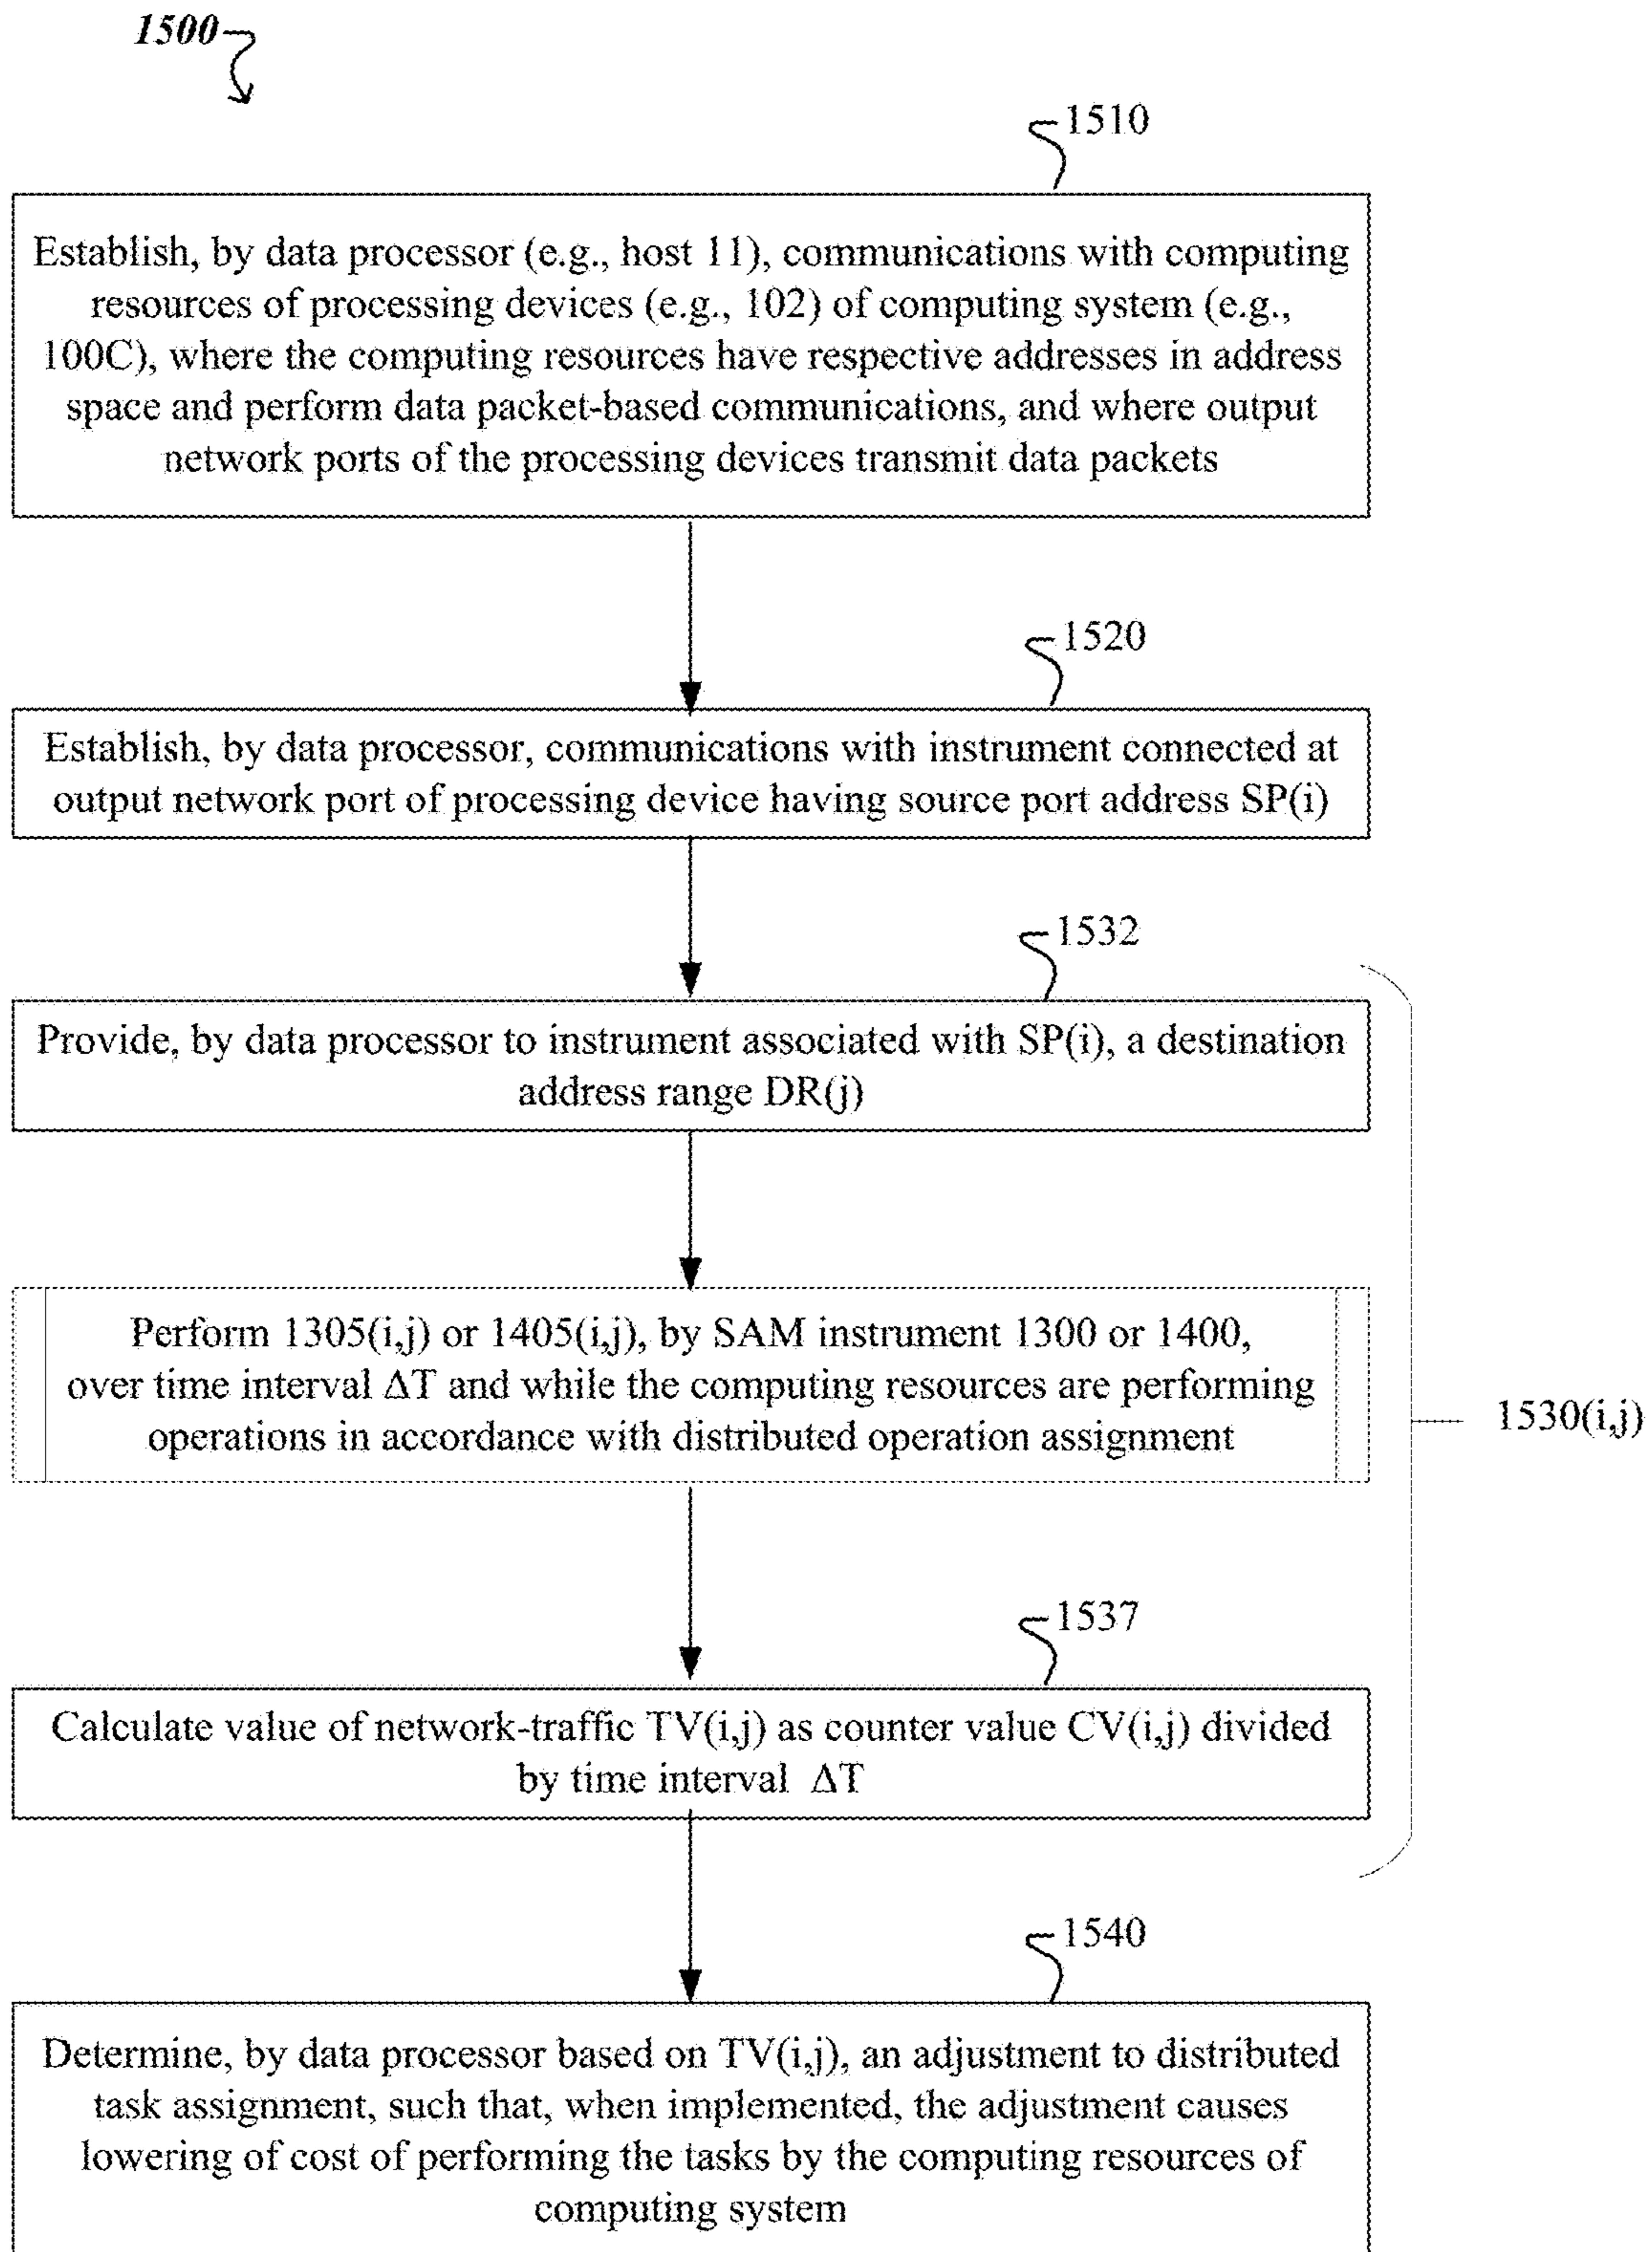 1500
1510
Establish, by data processor (e.g., host 11), communications with computing
resources of processing devices (e.g., 102) of computing system (e.g.,
100C), where the computing resources have respective addresses in address
space and perform data packet-based communications, and where output
network ports of the processing devices transmit data packets
1520
Establish, by data processor, communications with instrument connected at
output network port of processing device having source port address SP(i)
1532
Provide, by data processor to instrument associated with SP(i), a destination
address range DR(j)
Perform 1305(i,j) or 1405(i,j), by SAM instrument 1300 or 1400,
over time interval ΔT and while the computing resources are performing
operations in accordance with distributed operation assignment
1530(i,j)
1537
Calculate value of network-traffic TV(i,j) as counter value CV(i,j) divided
by time interval ΔT
1540
Determine, by data processor based on TV(i,j), an adjustment to distributed
task assignment, such that, when implemented, the adjustment causes
lowering of cost of performing the tasks by the computing resources of
computing system